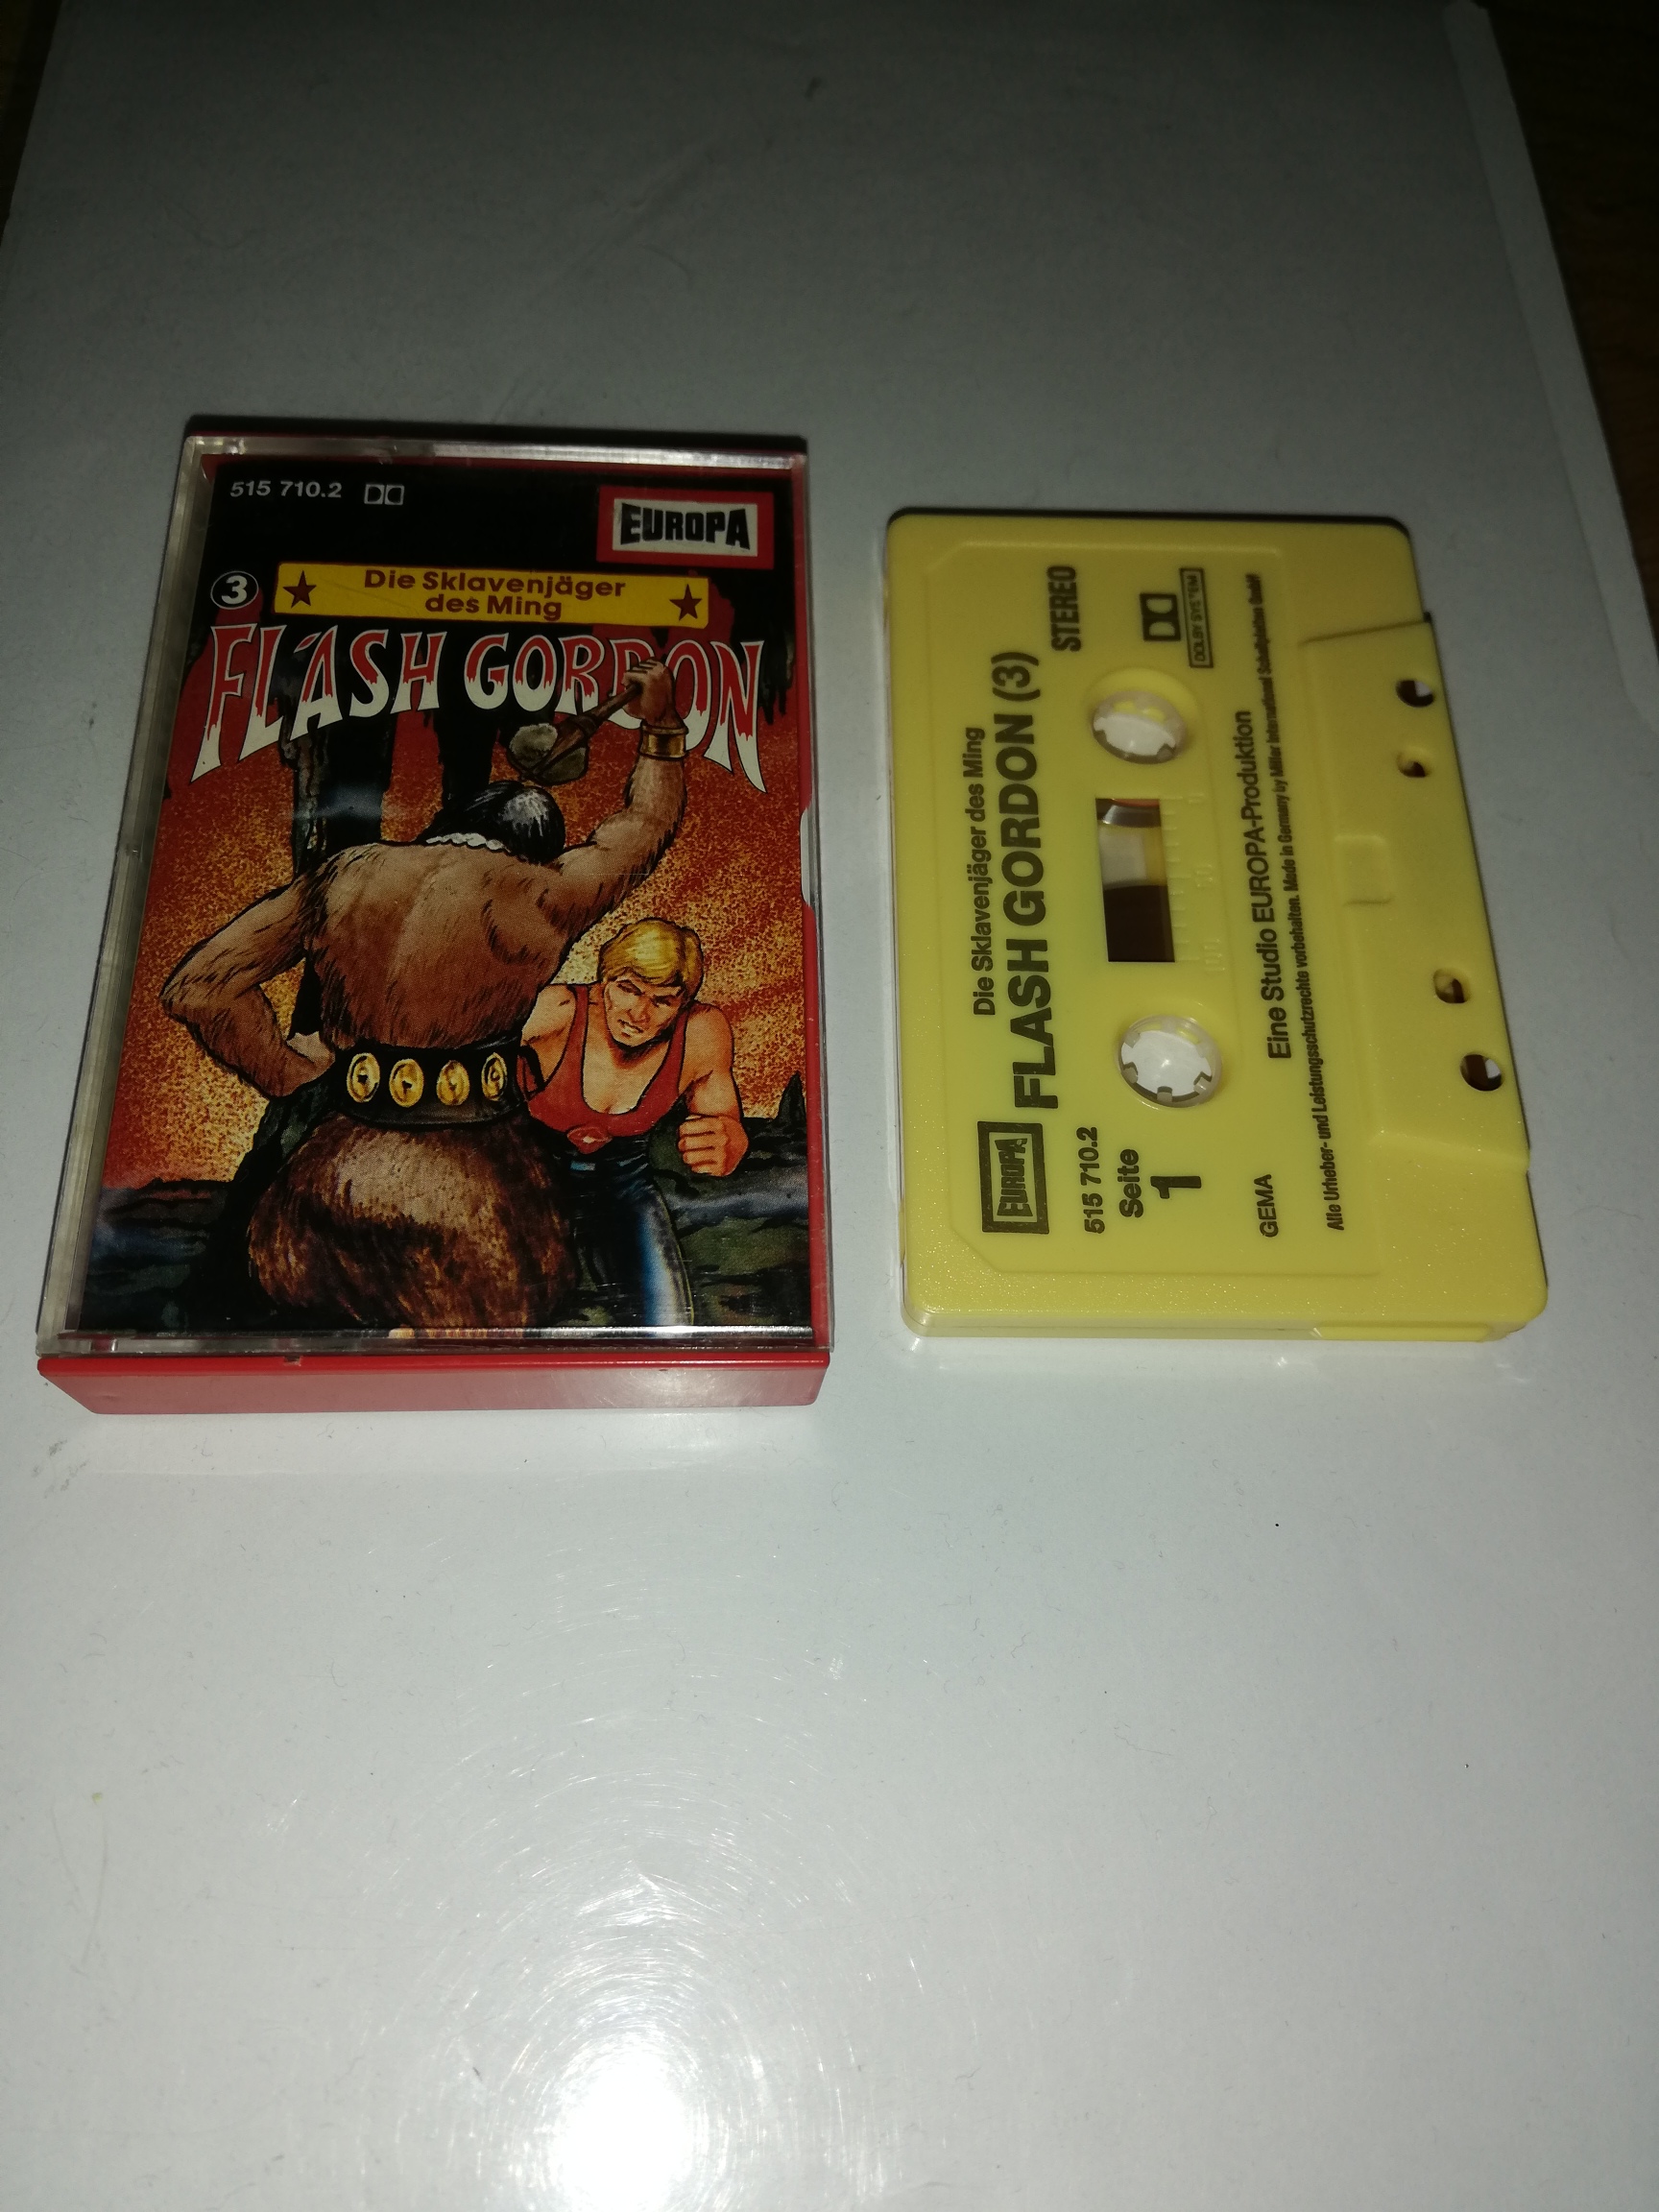 515 710.2
EUROPA
3
Die Sklavenjäger
des Ming
FLASH GORDON
Die Sklavenjäger des Ming
EUROPA FLASH GORDON (3)
515 710.2 STEREO
Seite
1
DOLBY SYSTEM
GEMA
Eine Studio EUROPA-Produktion
Alle Urheber- und Leistungsschutzrechte vorbehalten. Made in Germany by Miller International Schallplatten GmbH